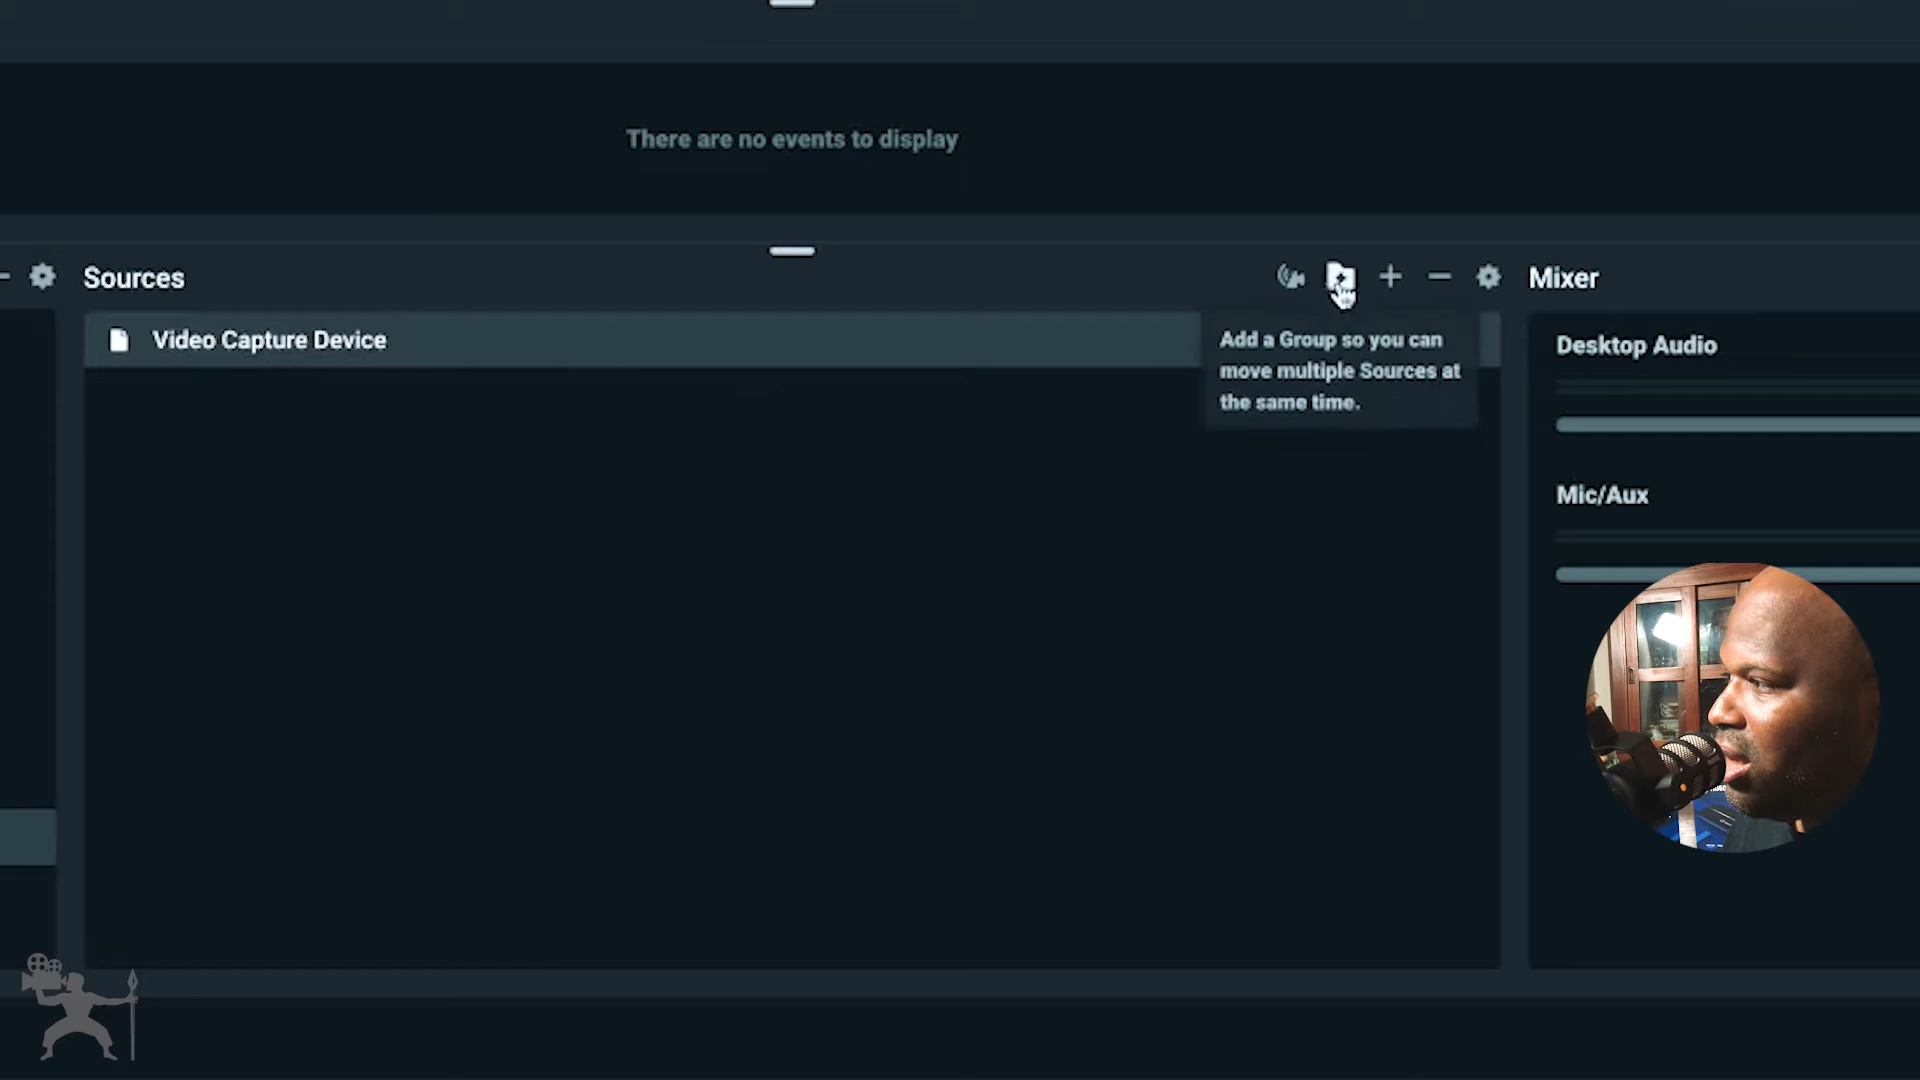 There are no events to display
Sources
Mixer
Video Capture Device
Add a Group so you can
move multiple Sources at
the same time.
Desktop Audio
Mic/Aux